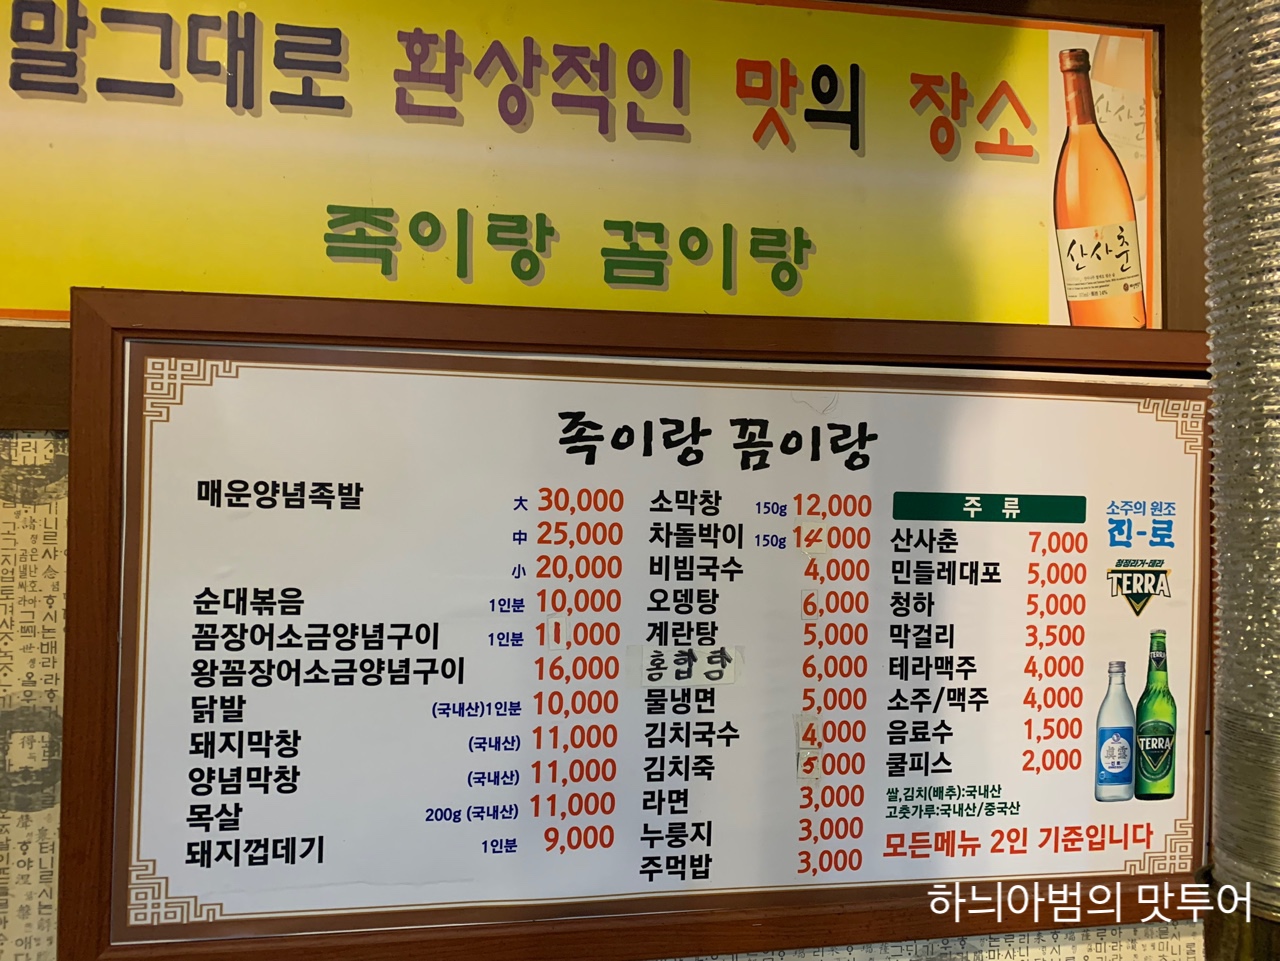 말그대로 환상적인 맛의 장소
족이랑 꼼이랑
산사춘
족이랑 꼼이랑
매운양념족발 大 30,000
中 25,000
小 20,000
순대볶음 1인분 10,000
꼼장어소금양념구이 1인분 11,000
왕꼼장어소금양념구이 16,000
닭발 (국내산)1인분 10,000
돼지막창 (국내산) 11,000
양념막창 (국내산) 11,000
목살 200g (국내산) 11,000
돼지껍데기 1인분 9,000
소막창 150g 12,000
차돌박이 150g 14,000
비빔국수 4,000
오뎅탕 6,000
계란탕 5,000
홍합탕 6,000
물냉면 5,000
김치국수 4,000
김치죽 5,000
라면 3,000
누룽지 3,000
주먹밥 3,000
주 류
산사춘 7,000
민들레대포 5,000
청하 5,000
막걸리 3,500
테라맥주 4,000
소주/맥주 4,000
음료수 1,500
쿨피스 2,000
쌀,김치(배추):국내산
고춧가루:국내산/중국산
모든메뉴 2인 기준입니다
소주의 원조
진-로
청정라거-테라
TERRA
TERRA
眞露
하늬아범의 맛투어